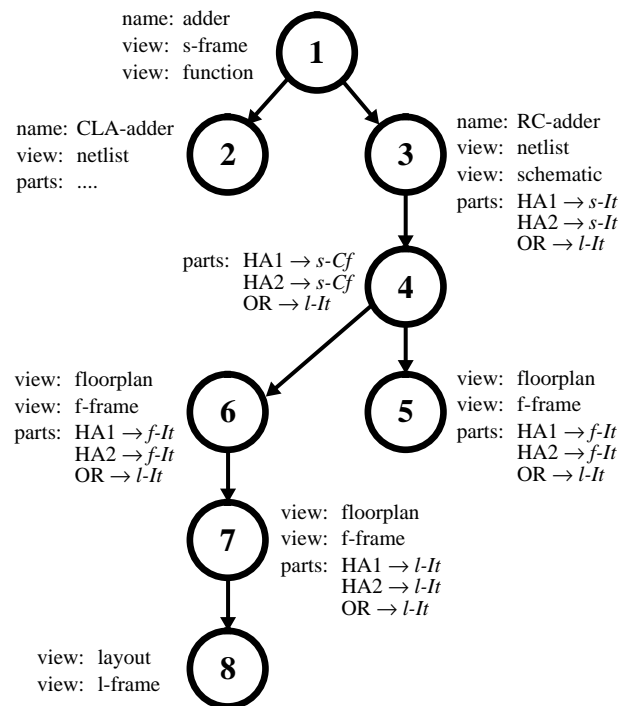 name: adder
view: s-frame
view: function
1
name: CLA-adder
view: netlist
parts: ....
2
3
name: RC-adder
view: netlist
view: schematic
parts: HA1 → s-It
HA2 → s-It
OR → l-It
parts: HA1 → s-Cf
HA2 → s-Cf
OR → l-It
4
view: floorplan
view: f-frame
parts: HA1 → f-It
HA2 → f-It
OR → l-It
6
5
view: floorplan
view: f-frame
parts: HA1 → f-It
HA2 → f-It
OR → l-It
7
view: floorplan
view: f-frame
parts: HA1 → l-It
HA2 → l-It
OR → l-It
view: layout
view: l-frame
8